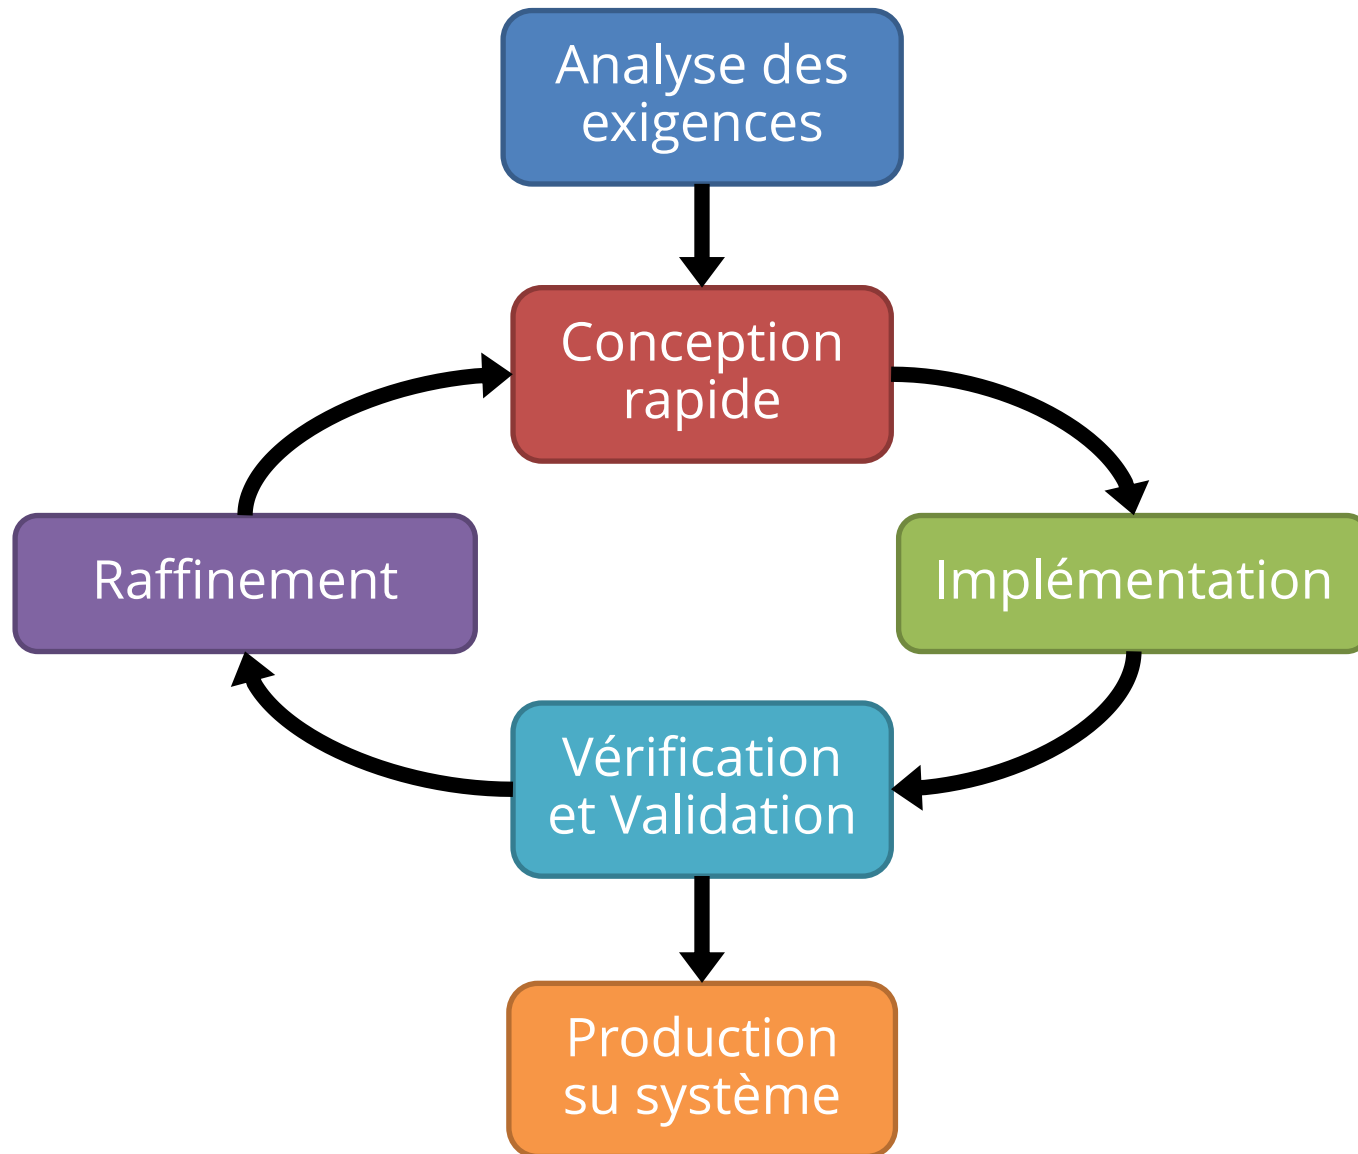 Analyse des
exigences
Conception
rapide
Raffinement
Implémentation
Vérification
et Validation
Production
su système